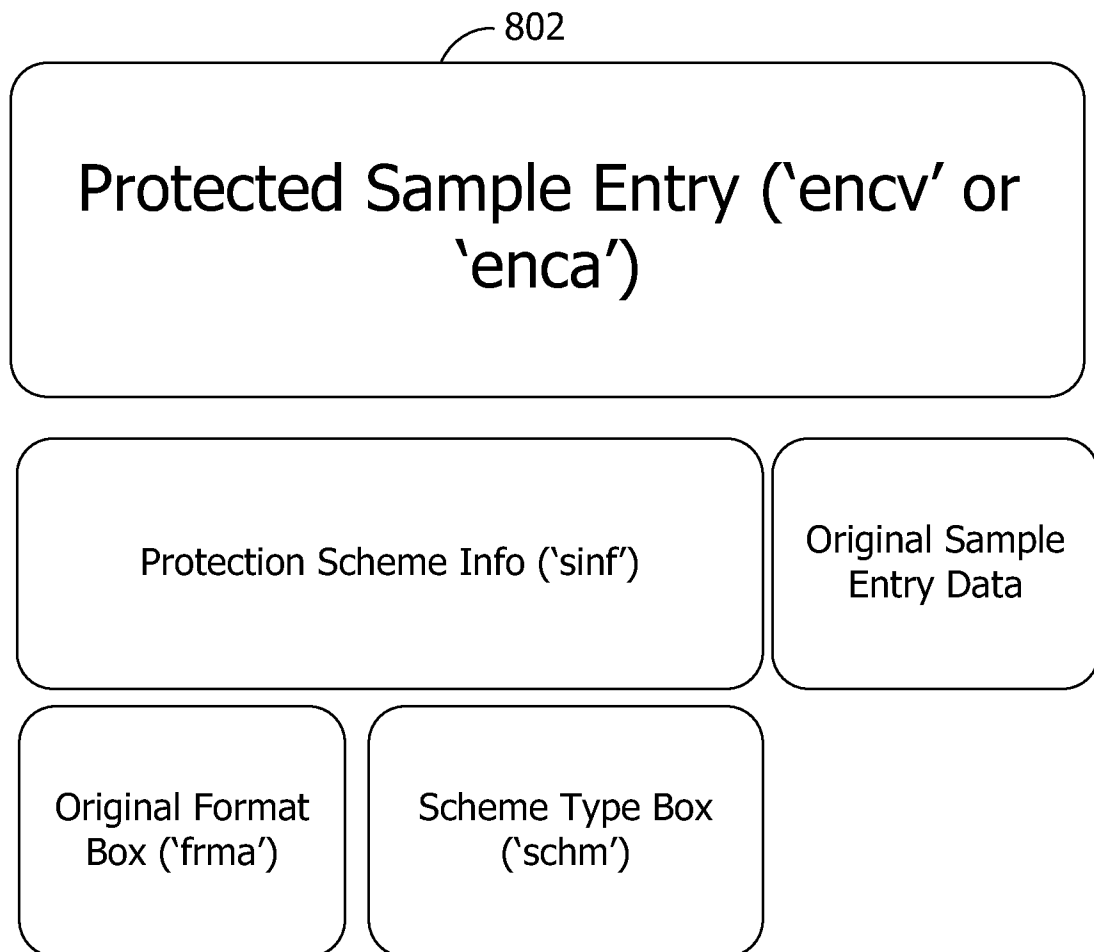 802
Protected Sample Entry (‘encv’ or
‘enca’)
Protection Scheme Info (‘sinf’)
Original Sample
Entry Data
Original Format
Box (‘frma’)
Scheme Type Box
(‘schm’)